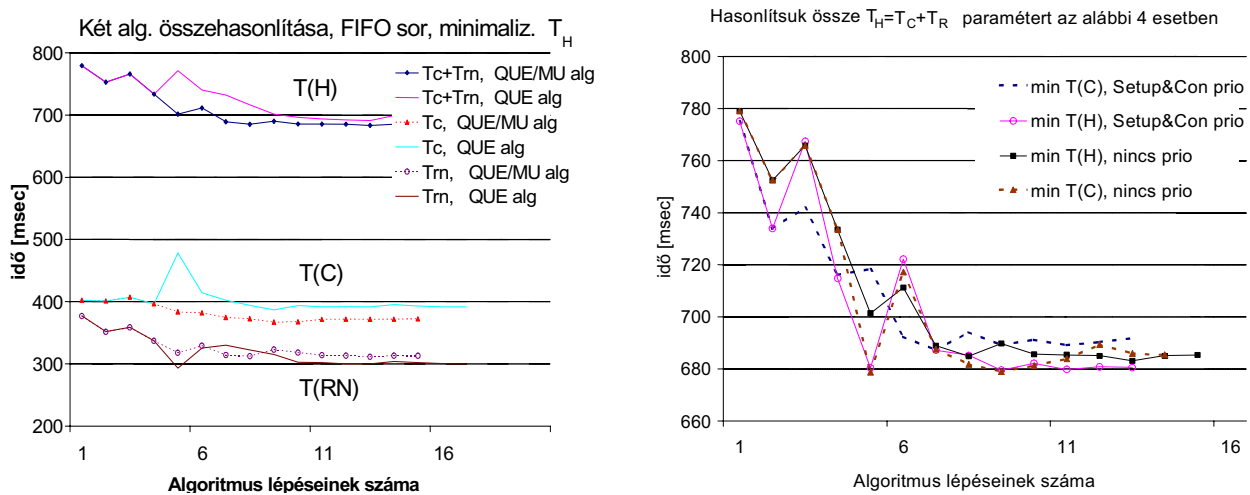 Két alg. összehasonlítása, FIFO sor, minimaliz. T_H
800
700
600
500
400
300
200
idő [msec]
T(H)
T(C)
T(RN)
Tc+Trn, QUE/MU alg
Tc+Trn, QUE alg
Tc, QUE/MU alg
Tc, QUE alg
Trn, QUE/MU alg
Trn, QUE alg
1 6 11 16
Algoritmus lépéseinek száma
Hasonlítsuk össze T_H=T_C+T_R paramétert az alábbi 4 esetben
800
780
760
740
720
700
680
660
idő [msec]
min T(C), Setup&Con prio
min T(H), Setup&Con prio
min T(H), nincs prio
min T(C), nincs prio
1 6 11 16
Algoritmus lépéseinek száma